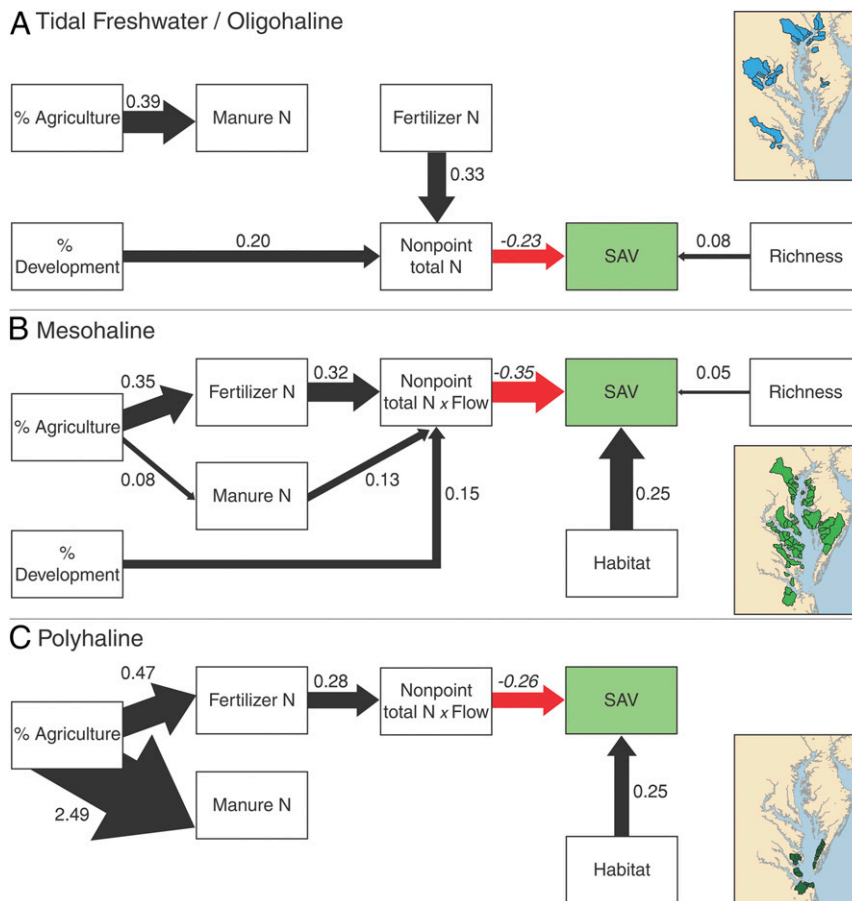 A Tidal Freshwater / Oligohaline
% Agriculture
0.39
Manure N
Fertilizer N
0.33
%
Development
0.20
Nonpoint
total N
-0.23
SAV
0.08
Richness
B Mesohaline
% Agriculture
0.35
Fertilizer N
0.32
Nonpoint
total N x Flow
-0.35
SAV
0.05
Richness
0.08
Manure N
0.13
0.15
0.25
%
Development
Habitat
C Polyhaline
% Agriculture
0.47
Fertilizer N
0.28
Nonpoint
total N x Flow
-0.26
SAV
2.49
Manure N
0.25
Habitat